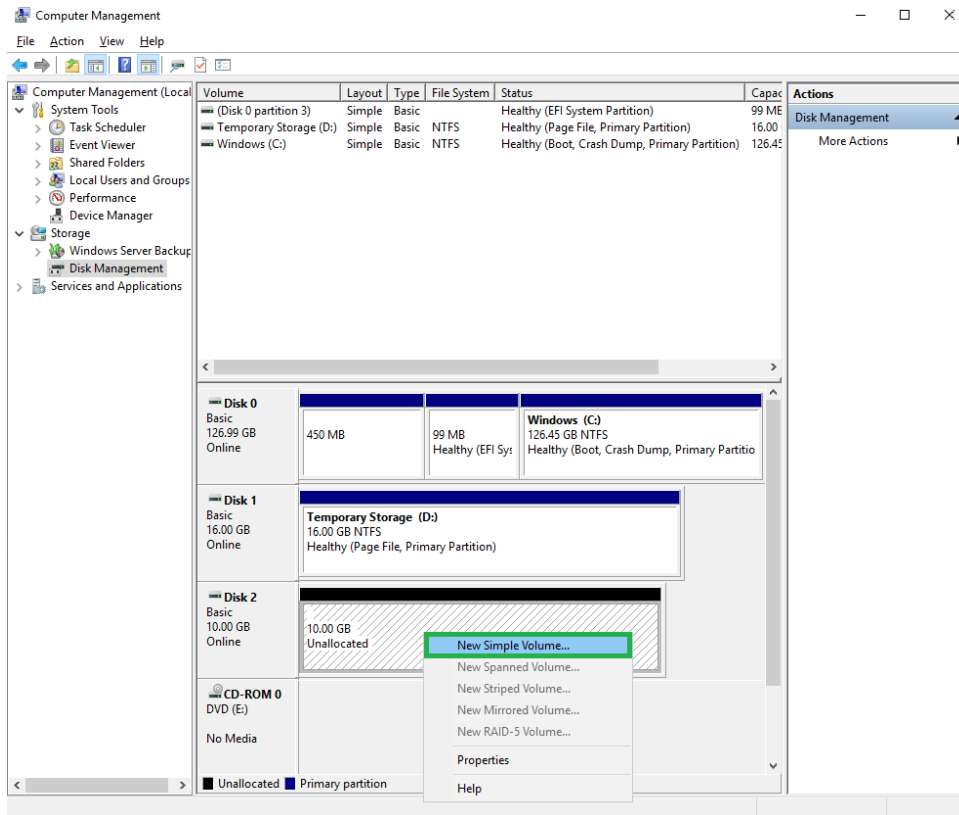 Computer Management
File Action View Help
Computer Management (Local
System Tools
Task Scheduler
Event Viewer
Shared Folders
Local Users and Groups
Performance
Device Manager
Storage
Windows Server Backup
Disk Management
Services and Applications
Volume Layout Type File System Status Capac
(Disk 0 partition 3) Simple Basic Healthy (EFI System Partition) 99 ME
Temporary Storage (D:) Simple Basic NTFS Healthy (Page File, Primary Partition) 16.00
Windows (C:) Simple Basic NTFS Healthy (Boot, Crash Dump, Primary Partition) 126.45
Disk 0
Basic
126.99 GB
Online
450 MB
99 MB
Healthy (EFI Sys
Windows (C:)
126.45 GB NTFS
Healthy (Boot, Crash Dump, Primary Partitio
Disk 1
Basic
16.00 GB
Online
Temporary Storage (D:)
16.00 GB NTFS
Healthy (Page File, Primary Partition)
Disk 2
Basic
10.00 GB
Online
10.00 GB
Unallocated
New Simple Volume...
New Spanned Volume...
New Striped Volume...
New Mirrored Volume...
New RAID-5 Volume...
Properties
Help
CD-ROM 0
DVD (E:)
No Media
Unallocated Primary partition
Actions
Disk Management
More Actions